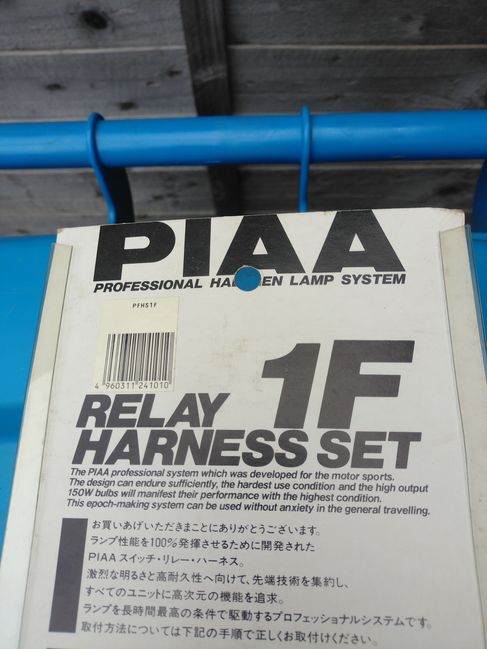 PIAA
PROFESSIONAL HALOGEN LAMP SYSTEM
PFHS1F
4 960311 241010
RELAY 1F
HARNESS SET
The PIAA professional system which was developed for the motor sports.
The design can endure sufficiently, the hardest use condition and the high output
150W bulbs will manifest their performance with the highest condition.
This epoch-making system can be used without anxiety in the general travelling.
お買いあげいただきまことにありがとうございます。
ランプ性能を100%発揮させるために開発された
PIAAスイッチ・リレー・ハーネス。
激烈な明るさと高耐久性へ向けて、先端技術を集約し、
すべてのユニットに高次元の機能を追求。
ランプを長時間最高の条件で駆動するプロフェッショナルシステムです。
取付方法については下記の手順で正しくお取付けください。